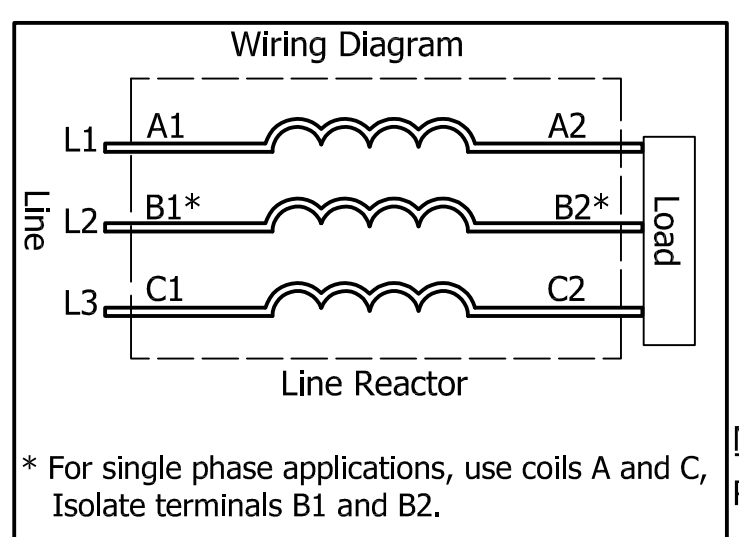 Wiring Diagram
L1 A1 A2
L2 B1* B2*
L3 C1 C2
Line
Load
Line Reactor
* For single phase applications, use coils A and C,
Isolate terminals B1 and B2.